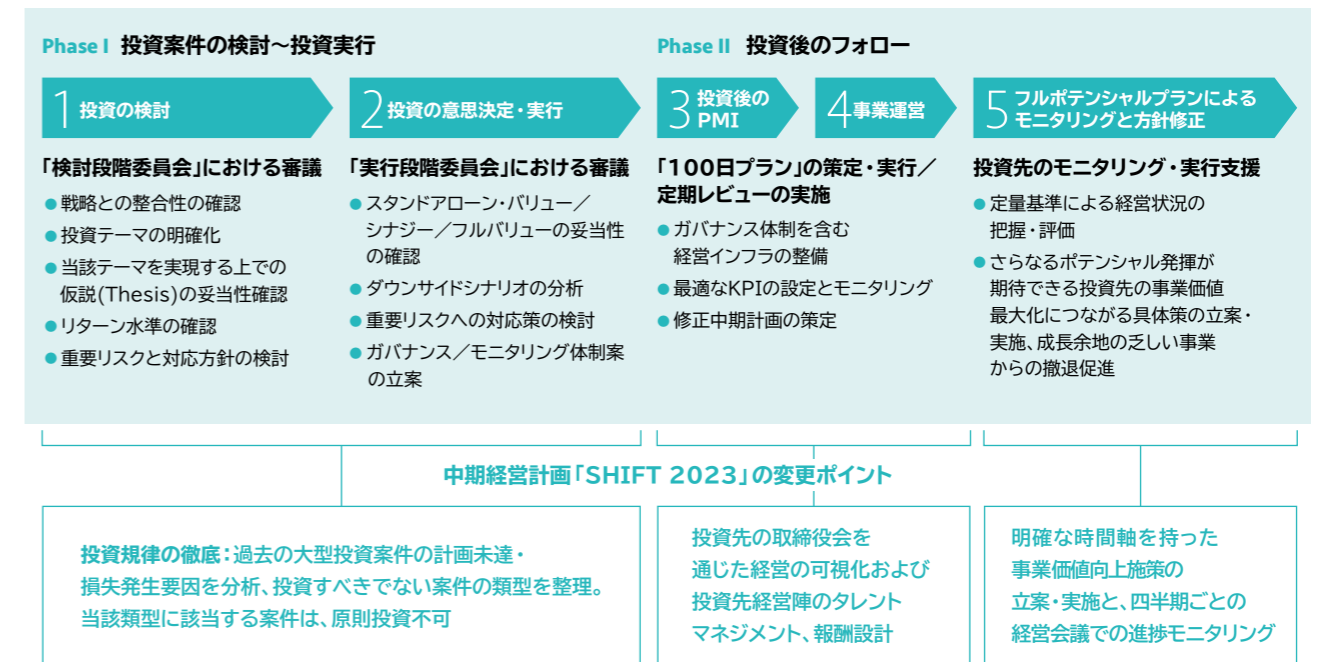 Phase I 投資案件の検討～投資実行
1 投資の検討
「検討段階委員会」における審議
●戦略との整合性の確認
●投資テーマの明確化
●当該テーマを実現する上での
仮説(Thesis)の妥当性確認
●リターン水準の確認
●重要リスクと対応方針の検討
2 投資の意思決定・実行
「実行段階委員会」における審議
●スタンドアローン・バリュー／
シナジー／フルバリューの妥当性
の確認
●ダウンサイドシナリオの分析
●重要リスクへの対応策の検討
●ガバナンス／モニタリング体制案
の立案
Phase II 投資後のフォロー
3 投資後の
PMI
4 事業運営
「100日プラン」の策定・実行／
定期レビューの実施
●ガバナンス体制を含む
経営インフラの整備
●最適なKPIの設定とモニタリング
●修正中期計画の策定
5 フルポテンシャルプランによる
モニタリングと方針修正
投資先のモニタリング・実行支援
●定量基準による経営状況の
把握・評価
●さらなるポテンシャル発揮が
期待できる投資先の事業価値
最大化につながる具体策の立案・
実施、成長余地の乏しい事業
からの撤退促進
中期経営計画「SHIFT 2023」の変更ポイント
投資規律の徹底：過去の大型投資案件の計画未達・
損失発生要因を分析、投資すべきでない案件の類型を整理。
当該類型に該当する案件は、原則投資不可
投資先の取締役会を
通じた経営の可視化および
投資先経営陣のタレント
マネジメント、報酬設計
明確な時間軸を持った
事業価値向上施策の
立案・実施と、四半期ごとの
経営会議での進捗モニタリング